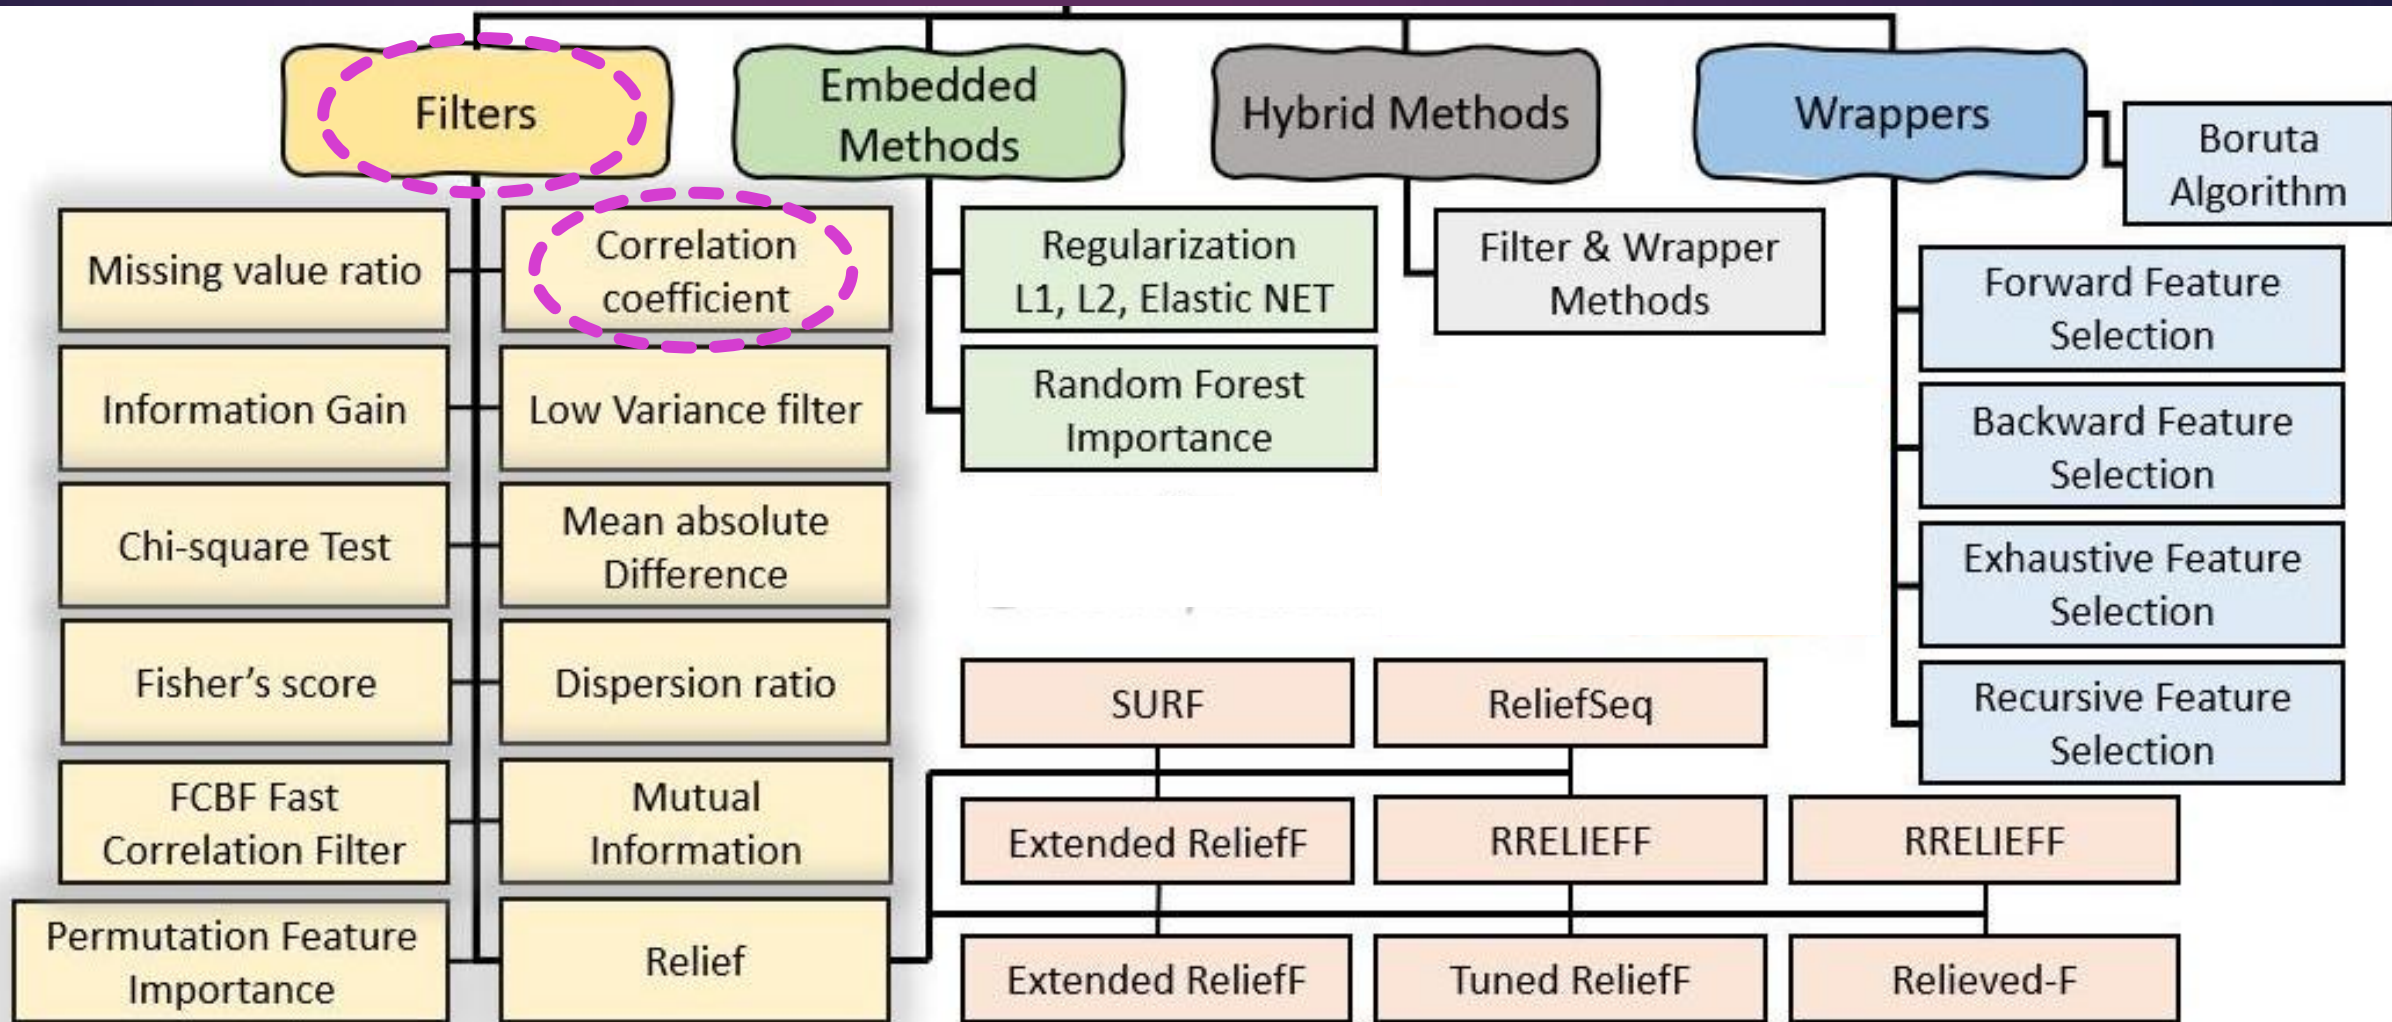 Filters
Embedded
Methods
Hybrid Methods
Wrappers
Boruta
Algorithm
Missing value ratio
Correlation
coefficient
Information Gain
Low Variance filter
Chi-square Test
Mean absolute
Difference
Fisher’s score
Dispersion ratio
FCBF Fast
Correlation Filter
Mutual
Information
Permutation Feature
Importance
Relief
Regularization
L1, L2, Elastic NET
Random Forest
Importance
Filter & Wrapper
Methods
Forward Feature
Selection
Backward Feature
Selection
Exhaustive Feature
Selection
Recursive Feature
Selection
SURF
ReliefSeq
Extended ReliefF
RRELIEFF
RRELIEFF
Extended ReliefF
Tuned ReliefF
Relieved-F